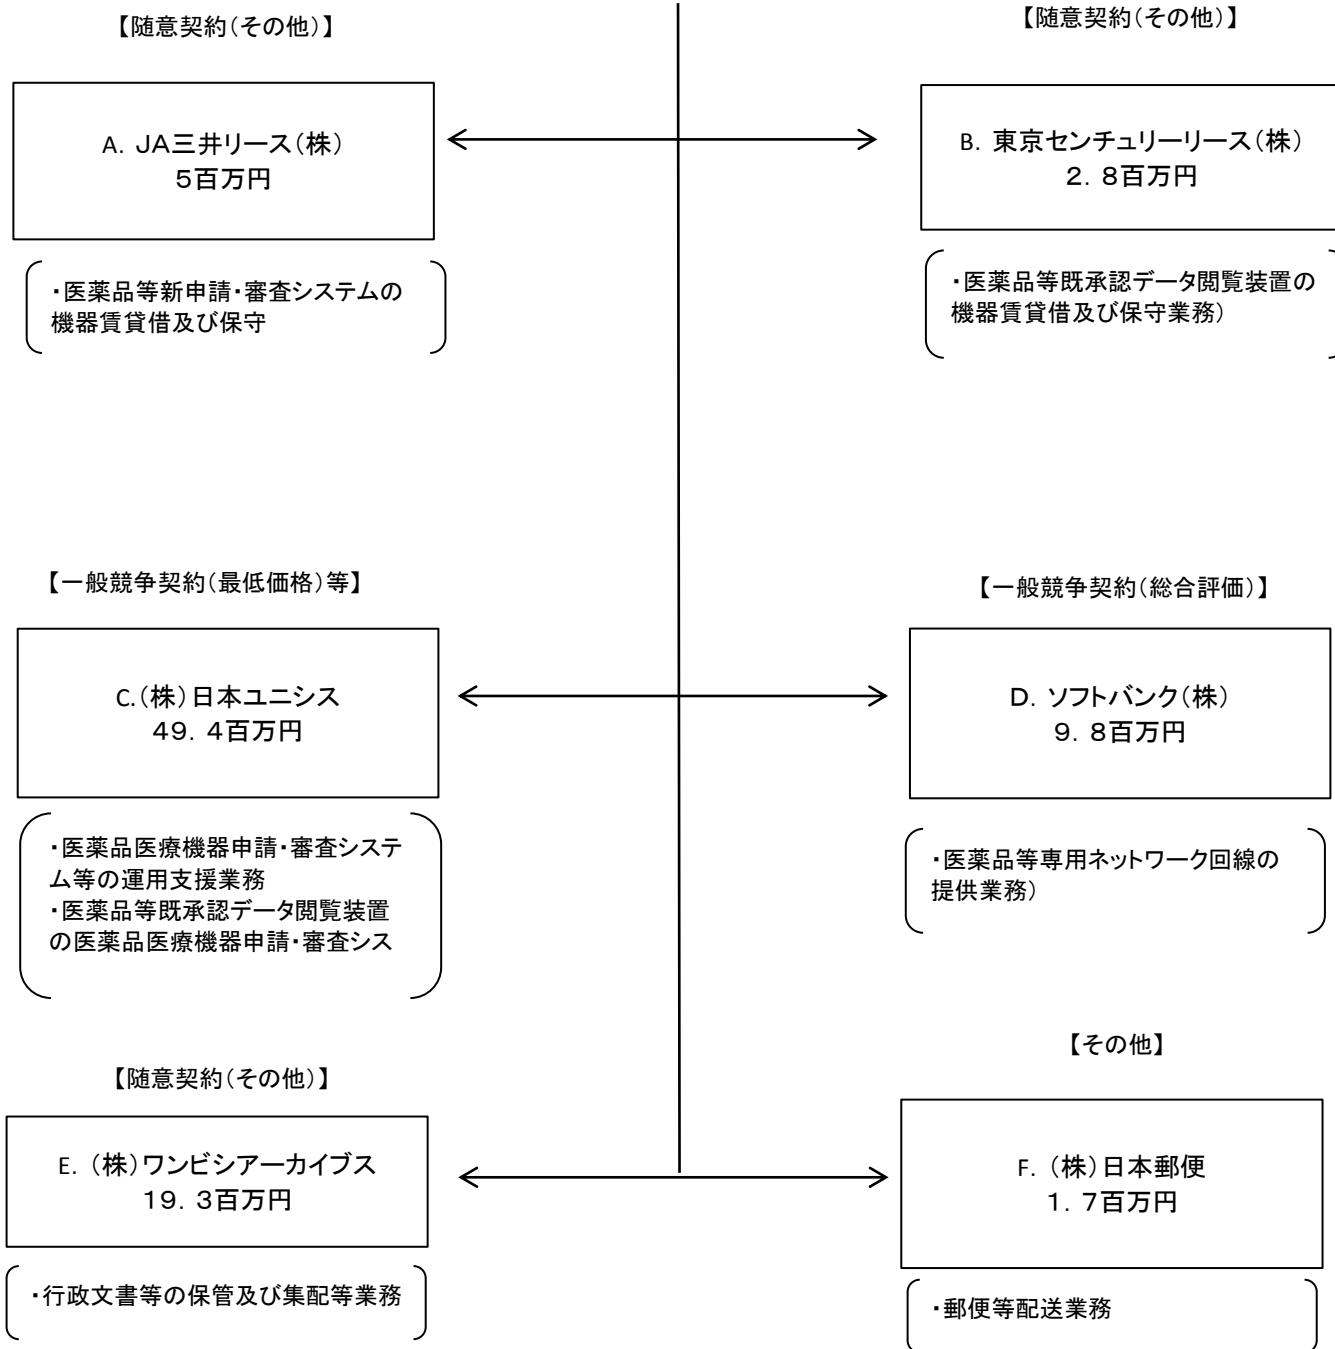 【随意契約(その他)】
【随意契約(その他)】
A. JA三井リース(株)
5百万円
B. 東京センチュリーリース(株)
2.8百万円
・医薬品等新申請・審査システムの
機器賃貸借及び保守
・医薬品等既承認データ閲覧装置の
機器賃貸借及び保守業務)
【一般競争契約(最低価格)等】
【一般競争契約(総合評価)】
C.(株)日本ユニシス
49.4百万円
D. ソフトバンク(株)
9.8百万円
・医薬品医療機器申請・審査システ
ム等の運用支援業務
・医薬品等既承認データ閲覧装置
の医薬品医療機器申請・審査シス
・医薬品等専用ネットワーク回線の
提供業務)
【随意契約(その他)】
【その他】
E. (株)ワンビシアーカイブス
19.3百万円
F. (株)日本郵便
1.7百万円
・行政文書等の保管及び集配等業務
・郵便等配送業務